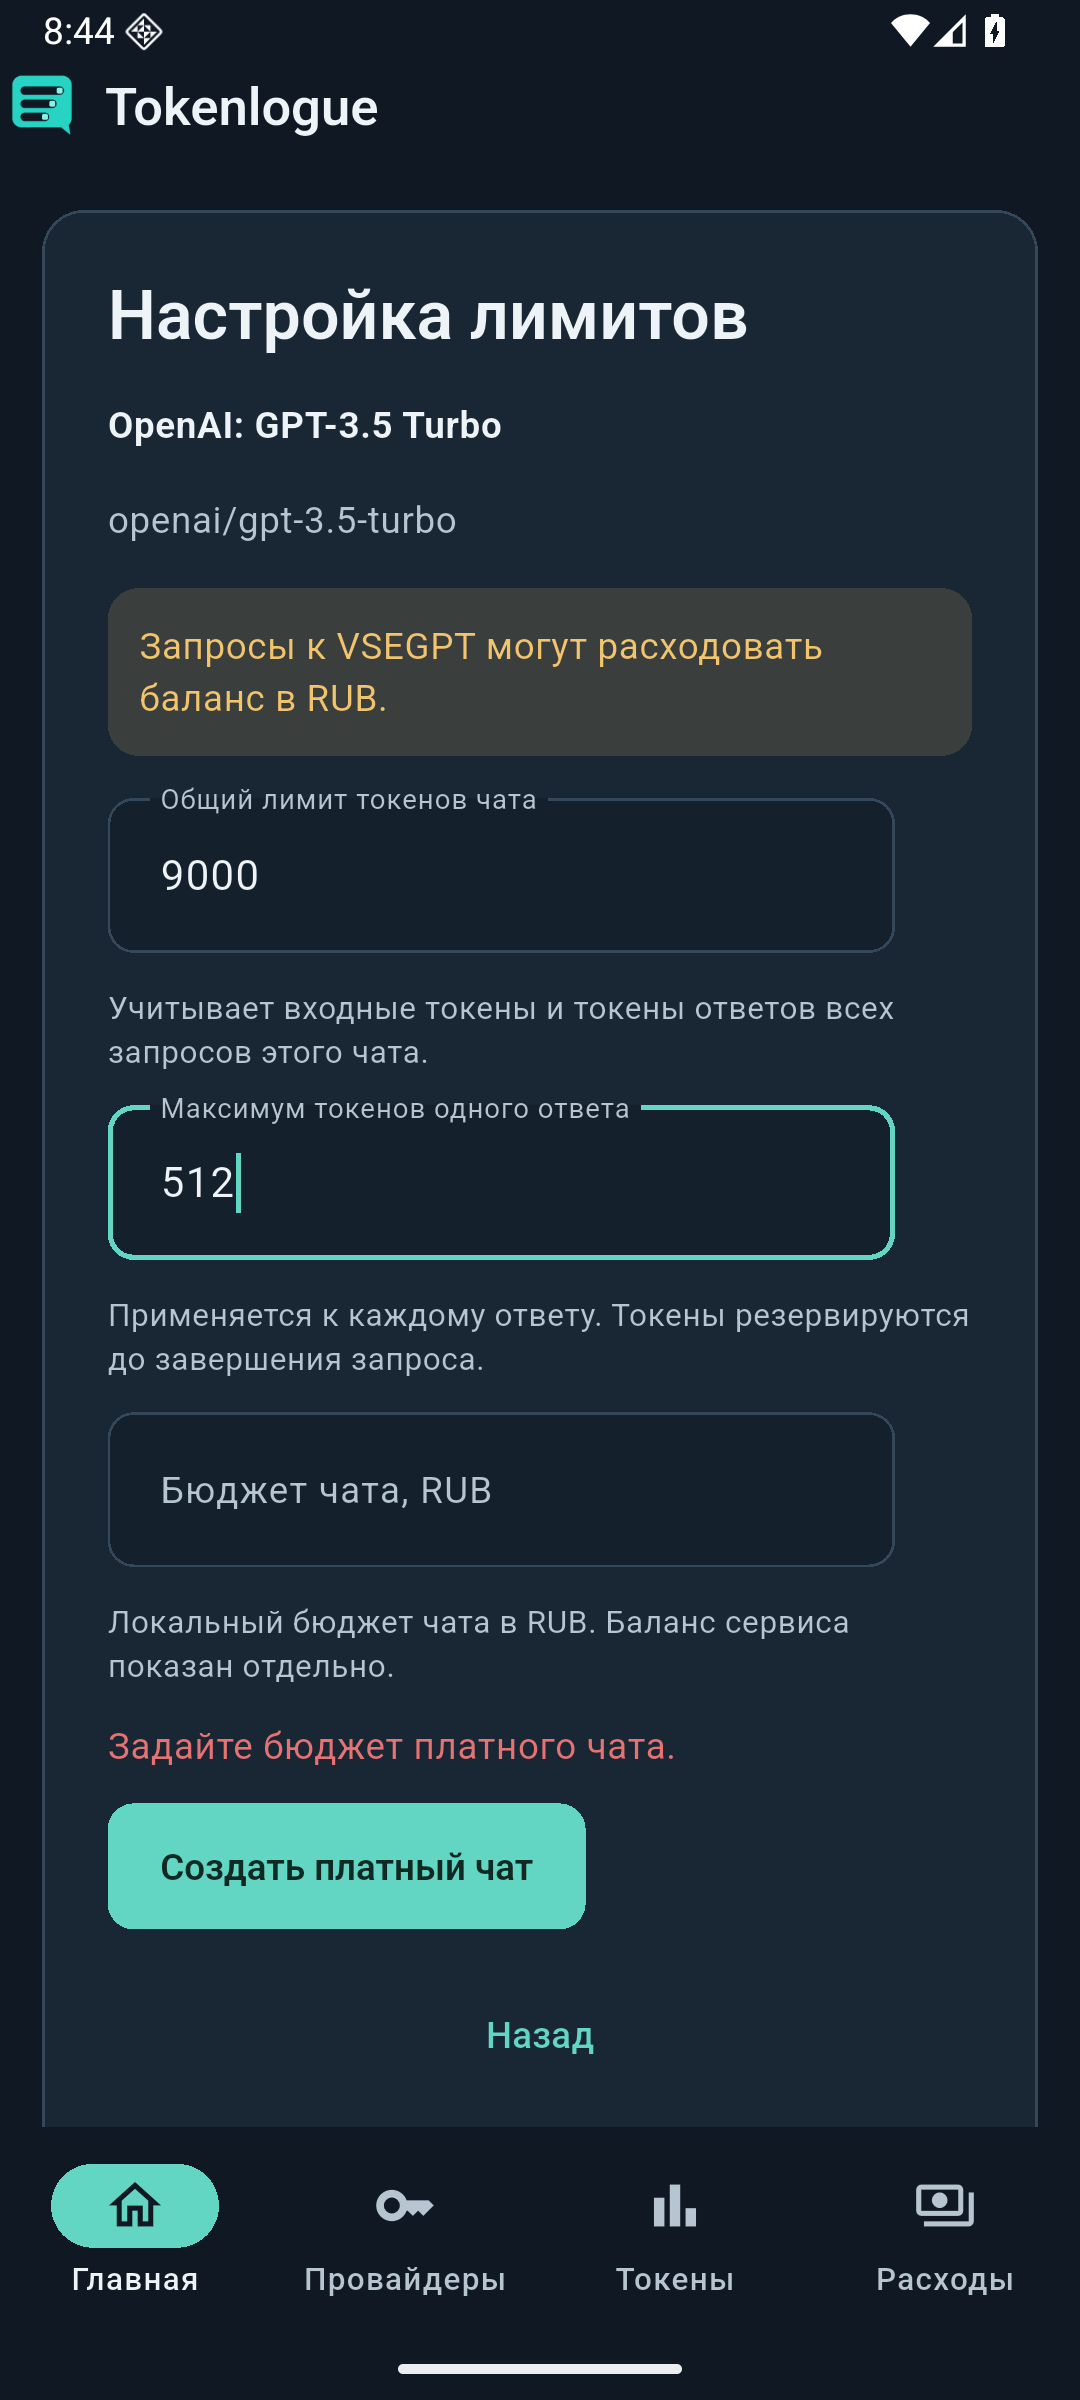 8:44
Tokenlogue
Настройка лимитов
OpenAI: GPT-3.5 Turbo
openai/gpt-3.5-turbo
Запросы к VSEGPT могут расходовать
баланс в RUB.
Общий лимит токенов чата
9000
Учитывает входные токены и токены ответов всех
запросов этого чата.
Максимум токенов одного ответа
512
Применяется к каждому ответу. Токены резервируются
до завершения запроса.
Бюджет чата, RUB
Локальный бюджет чата в RUB. Баланс сервиса
показан отдельно.
Задайте бюджет платного чата.
Создать платный чат
Назад
Главная
Провайдеры
Токены
Расходы